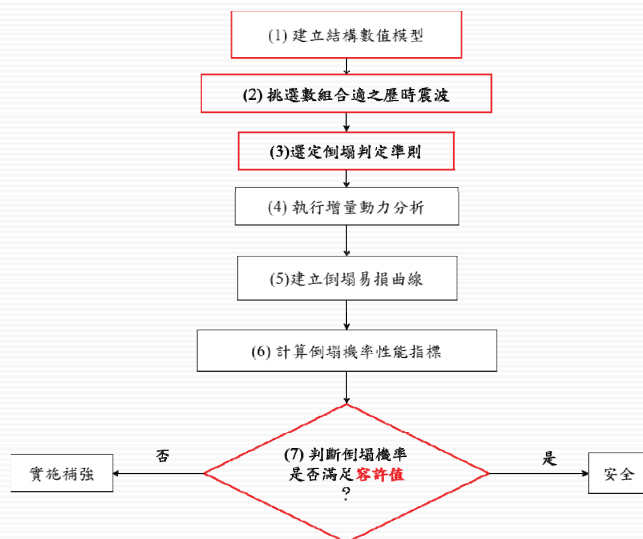 (1) 建立結構數值模型
(2) 挑選數組合適之歷時震波
(3)選定倒塌判定準則
(4) 執行增量動力分析
(5)建立倒塌易損曲線
(6) 計算倒塌機率性能指標
(7) 判斷倒塌機率
是否滿足容許值
?
否
實施補強
是
安全